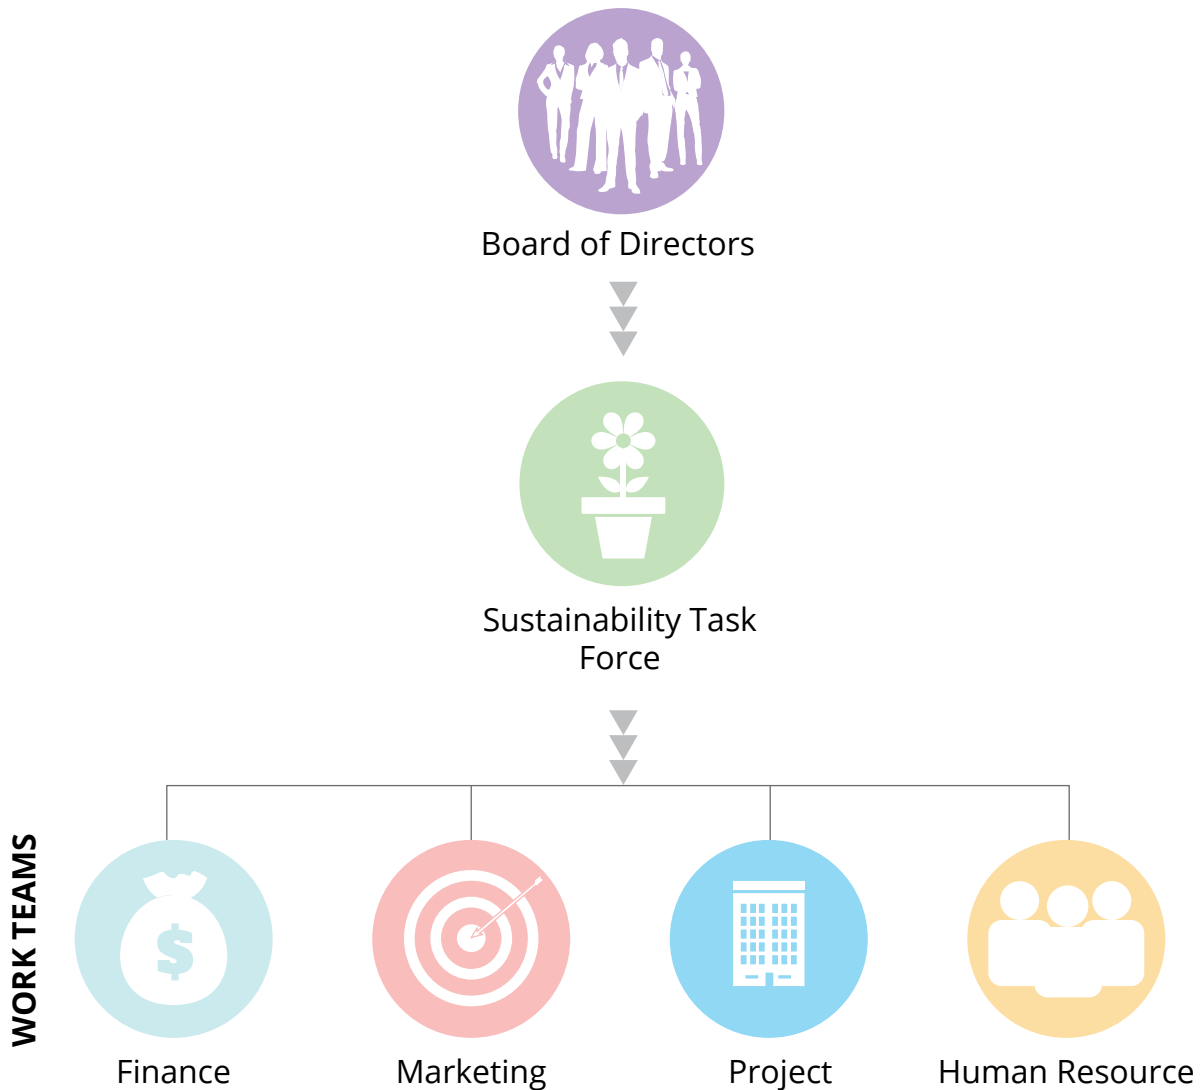 Board of Directors
Sustainability Task
Force
WORK TEAMS
$
Finance
Marketing
Project
Human Resource